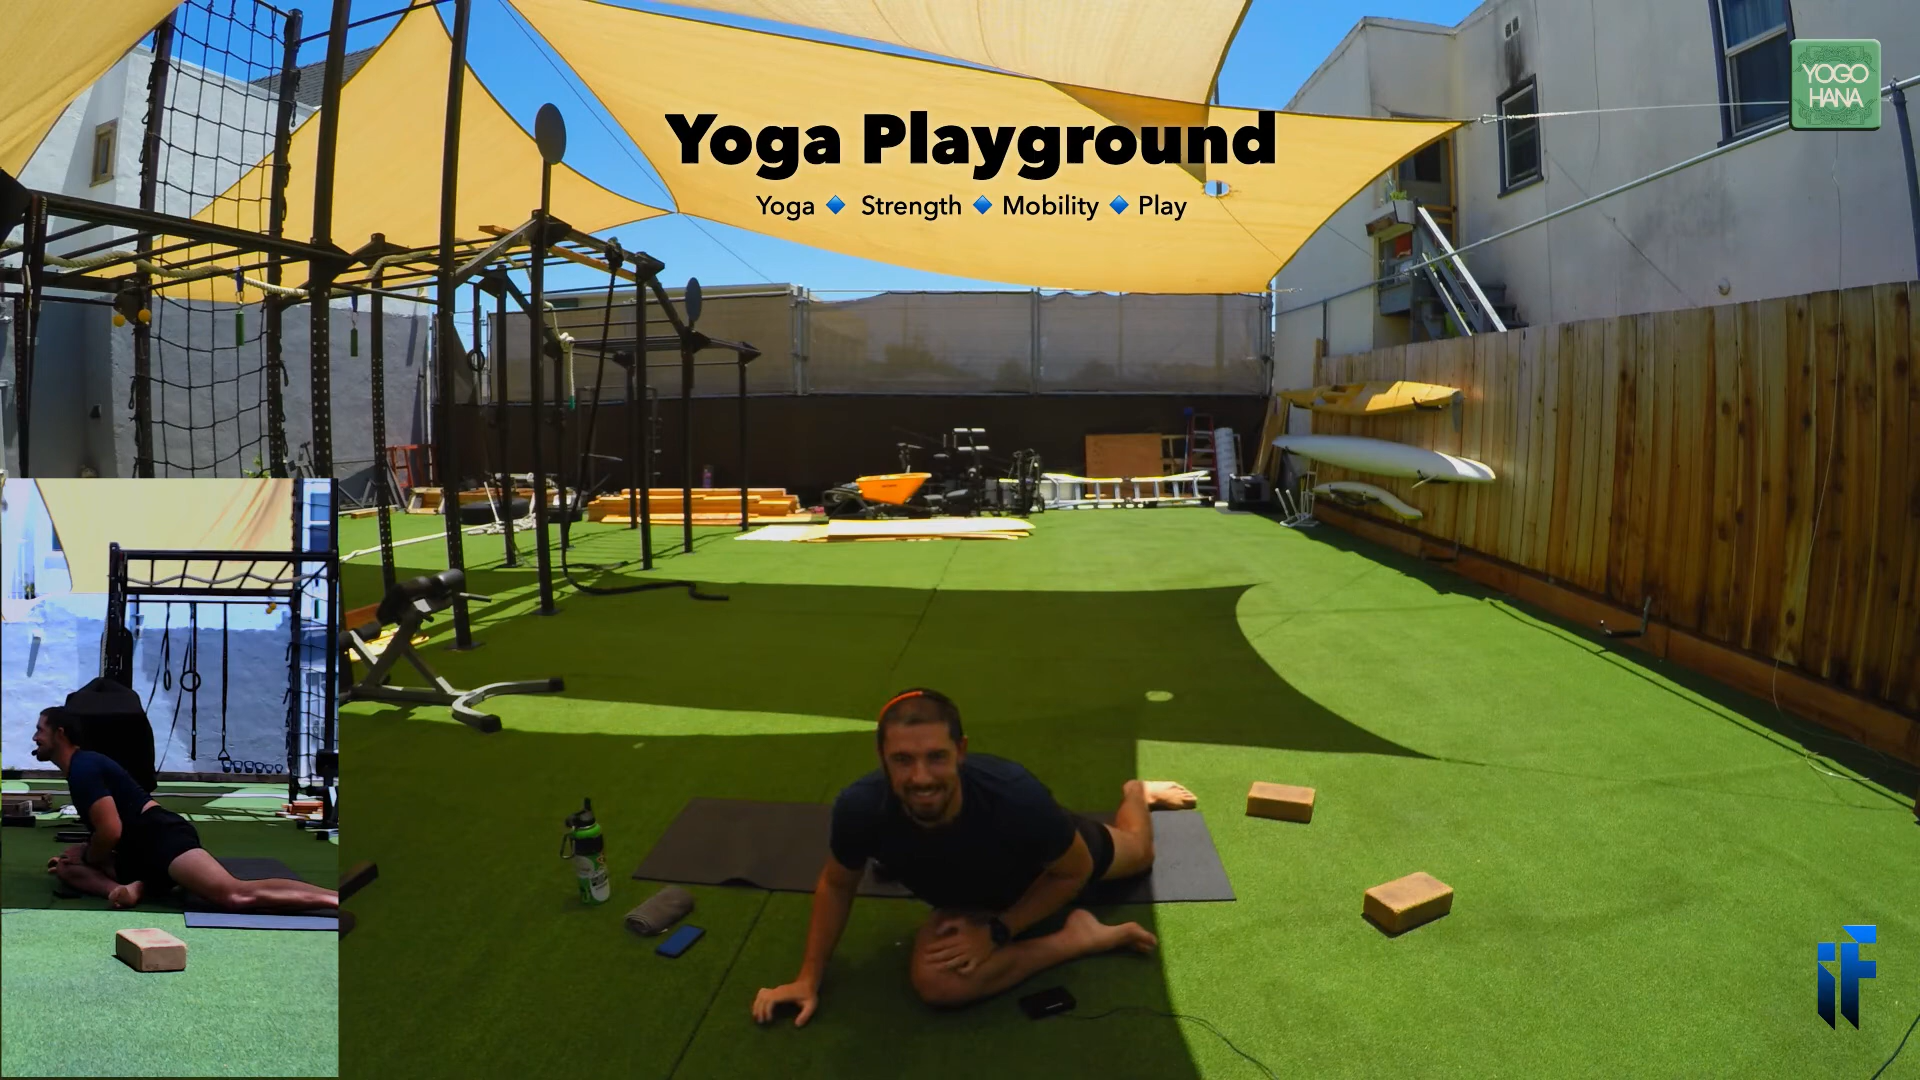 Yoga Playground
Yoga 🔹 Strength 🔹 Mobility 🔹 Play
YOGO
HANA
iF